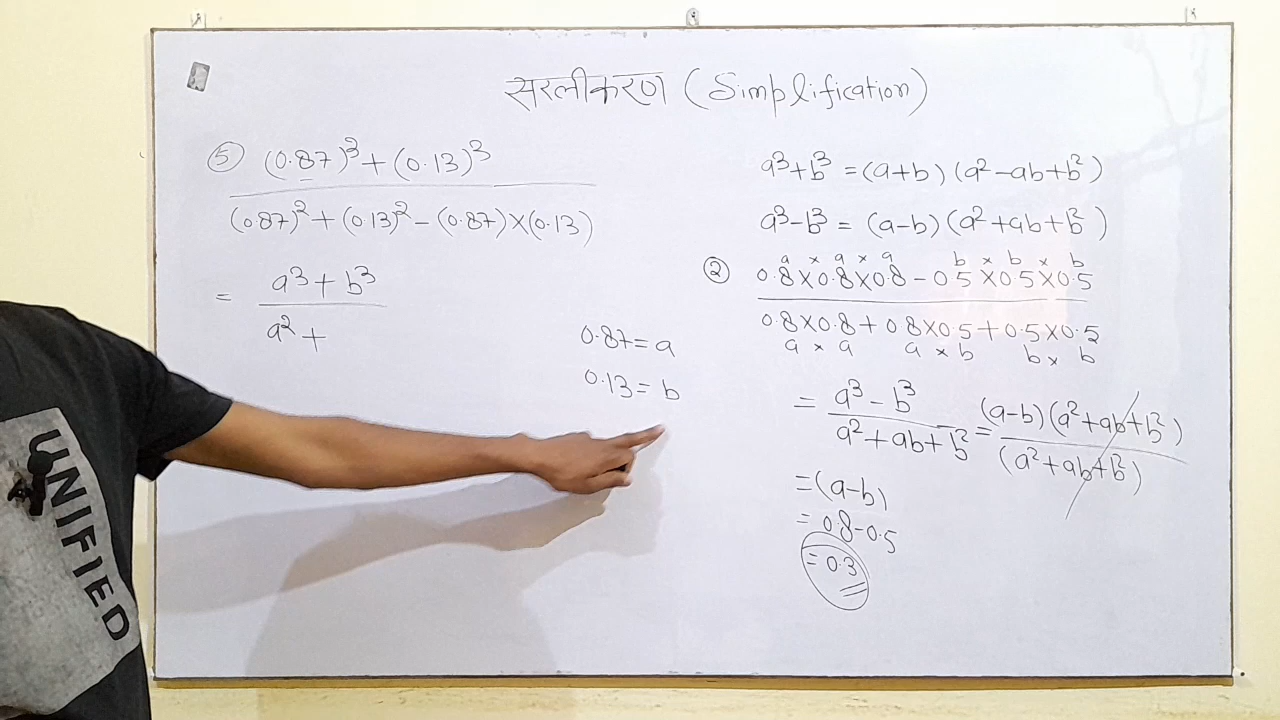 सरलीकरण (Simplification)
⑤ (0.87)³+(0.13)³
(0.87)²+(0.13)²-(0.87)×(0.13)
= a³+b³
a²+
0.87=a
0.13=b
a³+b³=(a+b)(a²-ab+b²)
a³-b³=(a-b)(a²+ab+b²)
a × a × a b × b × b
② 0.8×0.8×0.8-0.5×0.5×0.5
0.8×0.8+0.8×0.5+0.5×0.5
a × a a × b b × b
= a³-b³ = (a-b)(a²+ab+b²)
a²+ab+b² (a²+ab+b²)
=(a-b)
=0.8-0.5
=0.3
UNIFIED